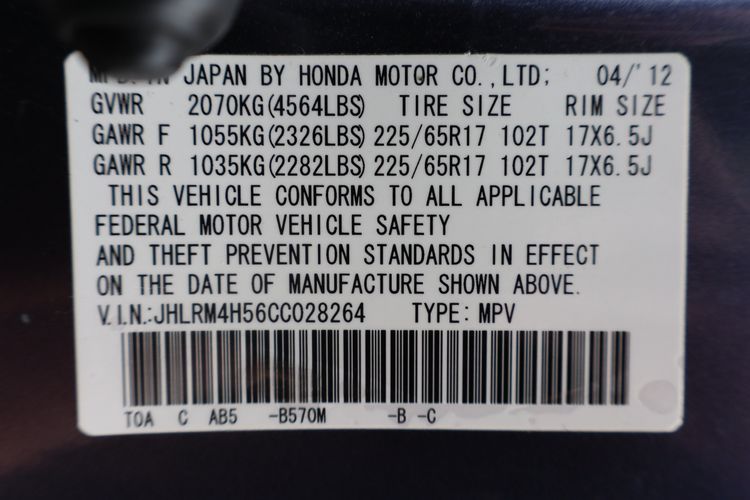 MFD. IN JAPAN BY HONDA MOTOR CO.,LTD; 04/'12
GVWR 2070KG(4564LBS) TIRE SIZE RIM SIZE
GAWR F 1055KG(2326LBS) 225/65R17 102T 17X6.5J
GAWR R 1035KG(2282LBS) 225/65R17 102T 17X6.5J
THIS VEHICLE CONFORMS TO ALL APPLICABLE
FEDERAL MOTOR VEHICLE SAFETY
AND THEFT PREVENTION STANDARDS IN EFFECT
ON THE DATE OF MANUFACTURE SHOWN ABOVE.
V.I.N.:JHLRM4H56CC028264 TYPE: MPV
TOA C AB5 -B570M -B -C